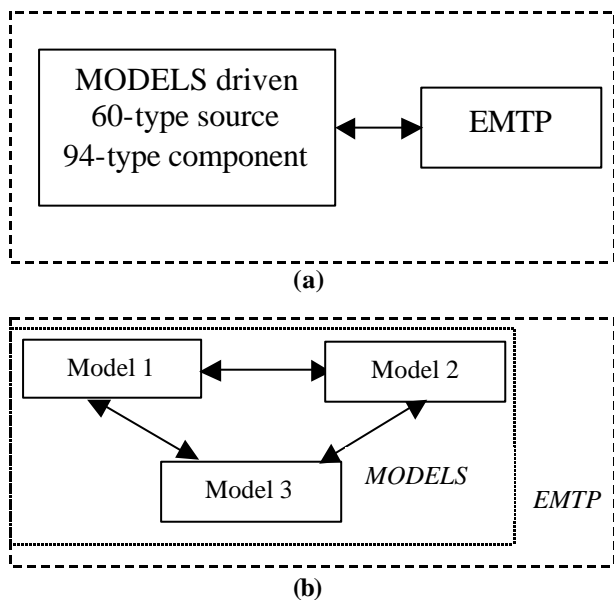 MODELS driven
60-type source
94-type component
EMTP
(a)
Model 1
Model 2
Model 3
MODELS
EMTP
(b)